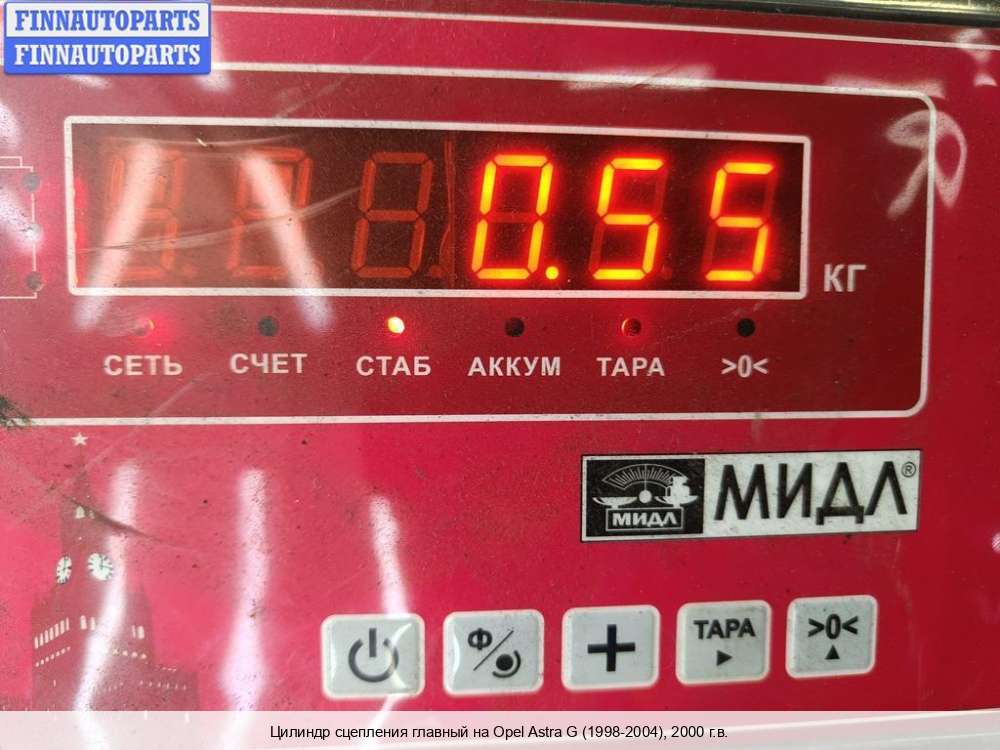 FINNAUTOPARTS
FINNAUTOPARTS
0.55
КГ
СЕТЬ СЧЕТ СТАБ АККУМ ТАРА >0<
МИДЛ МИДЛ®
Ф ТАРА >0<
Цилиндр сцепления главный на Opel Astra G (1998-2004), 2000 г.в.